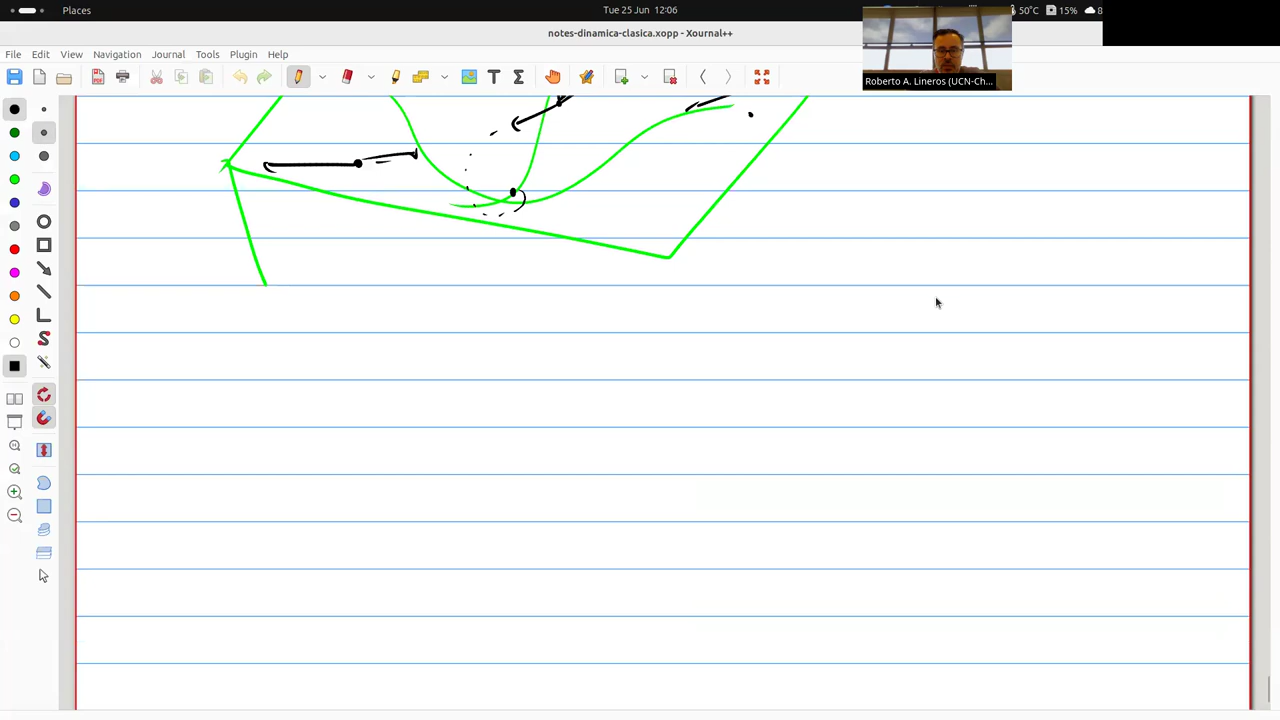 Places
Tue 25 Jun 12:06
50°C
15%
8
notes-dinamica-clasica.xopp - Xournal++
File Edit View Navigation Journal Tools Plugin Help
Roberto A. Lineros (UCN-Ch...